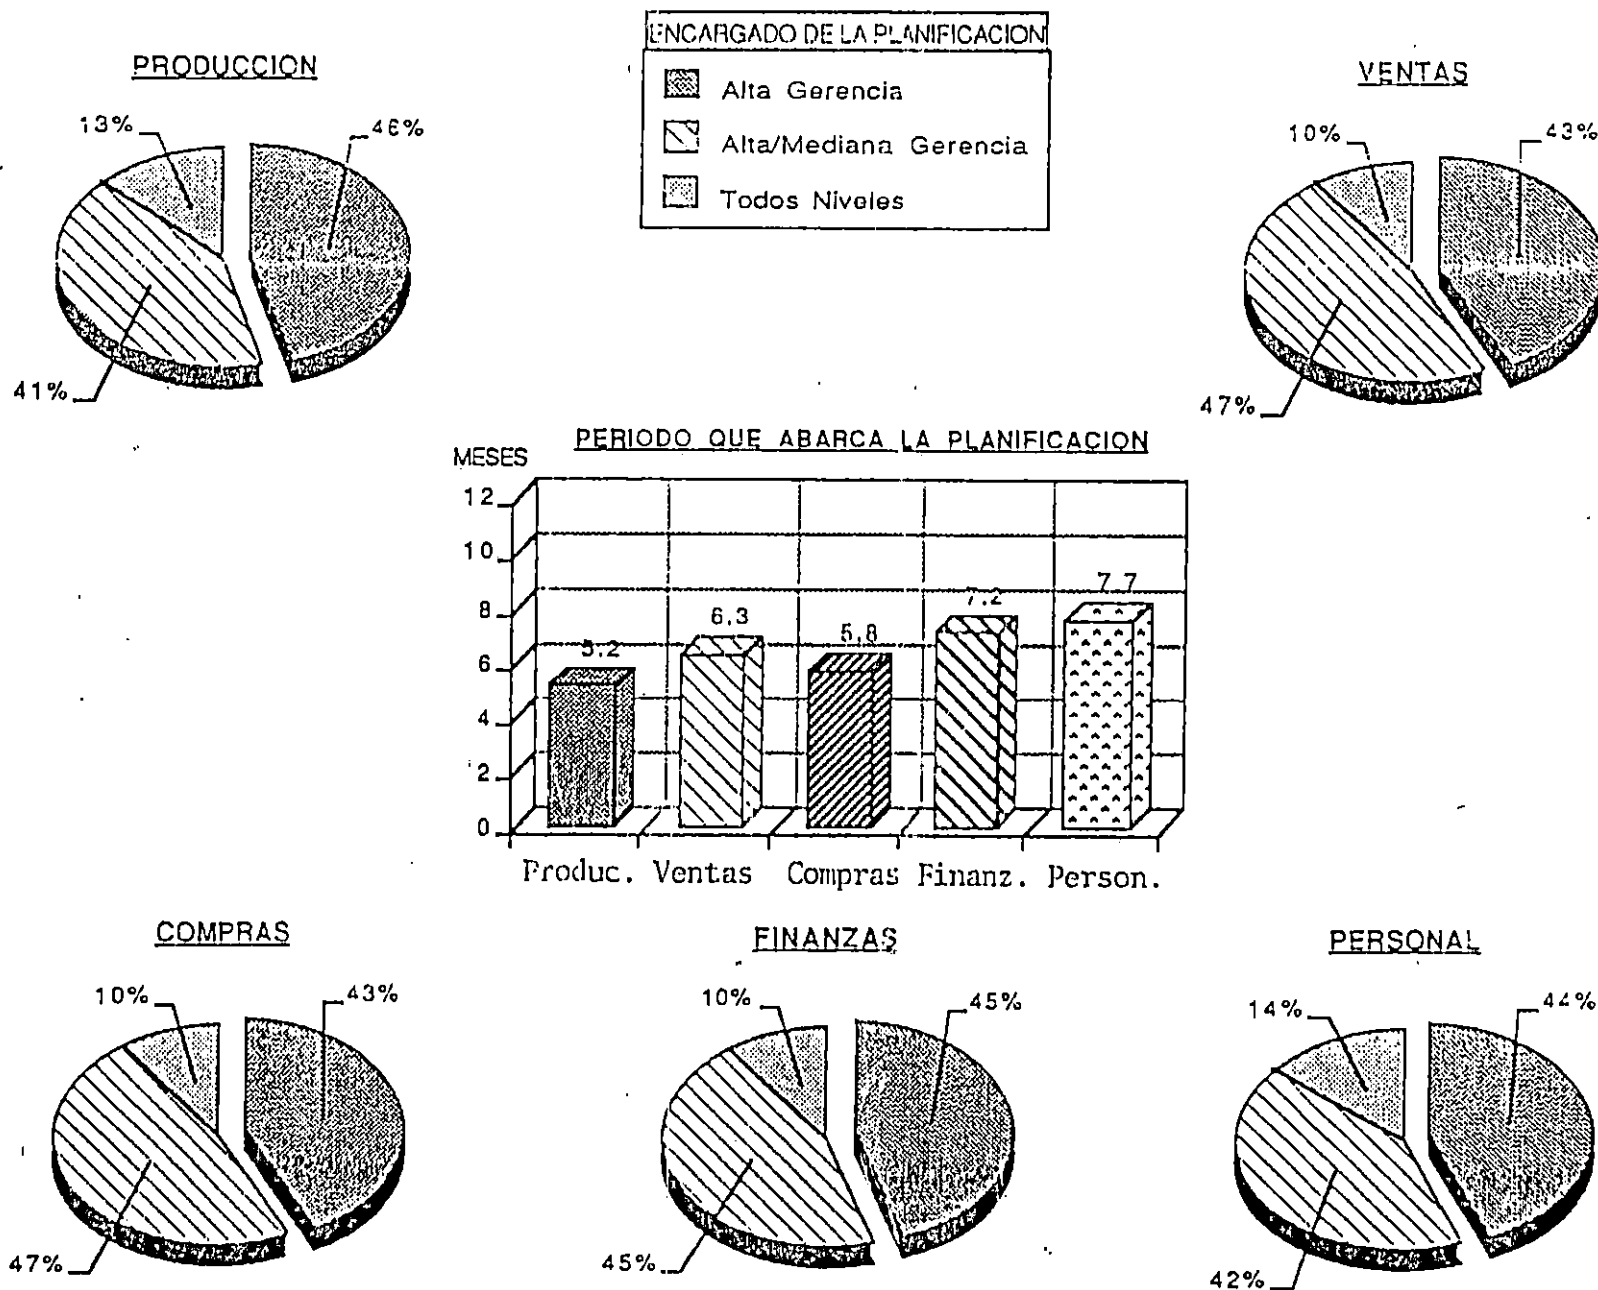 ENCARGADO DE LA PLANIFICACION
Alta Gerencia
Alta/Mediana Gerencia
Todos Niveles
PRODUCCION
13%
46%
41%
VENTAS
10%
43%
47%
PERIODO QUE ABARCA LA PLANIFICACION
MESES
12
10
8
6
4
2
0
5.2
6.3
5.8
7.2
7.7
Produc. Ventas Compras Finanz. Person.
COMPRAS
10%
43%
47%
FINANZAS
10%
45%
45%
PERSONAL
14%
44%
42%